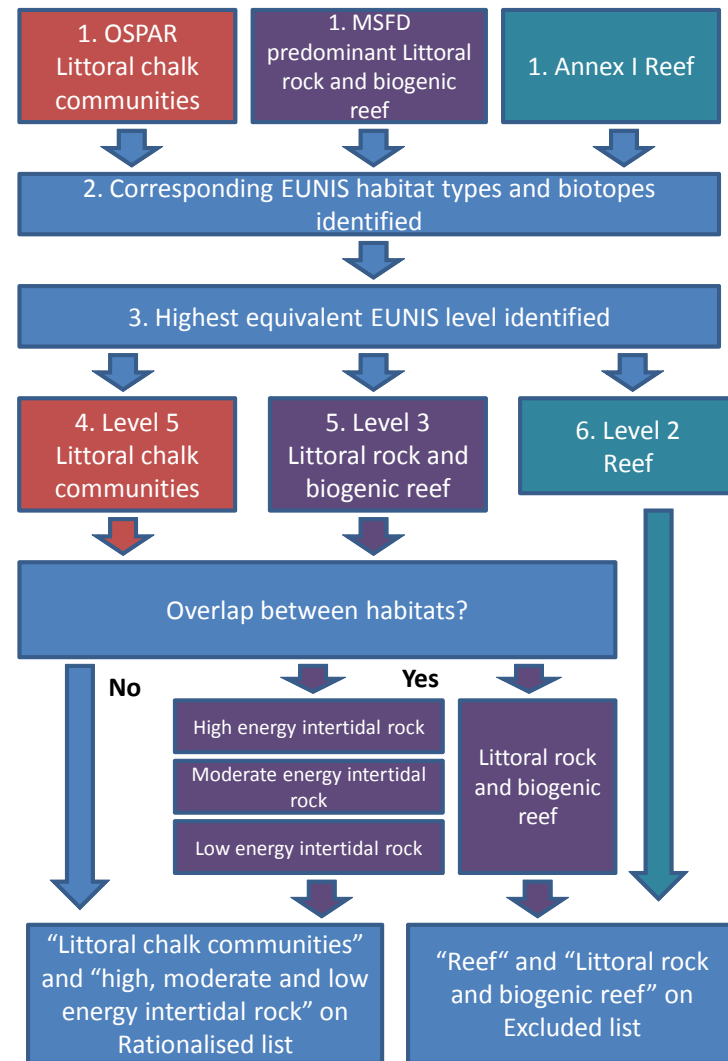 1. OSPAR
Littoral chalk
communities
1. MSFD
predominant Littoral
rock and biogenic
reef
1. Annex I Reef
2. Corresponding EUNIS habitat types and biotopes
identified
3. Highest equivalent EUNIS level identified
4. Level 5
Littoral chalk
communities
5. Level 3
Littoral rock and
biogenic reef
6. Level 2
Reef
Overlap between habitats?
No
Yes
High energy intertidal rock
Moderate energy intertidal
rock
Low energy intertidal rock
Littoral rock
and biogenic
reef
“Littoral chalk communities”
and “high, moderate and low
energy intertidal rock” on
Rationalised list
“Reef“ and “Littoral rock
and biogenic reef” on
Excluded list